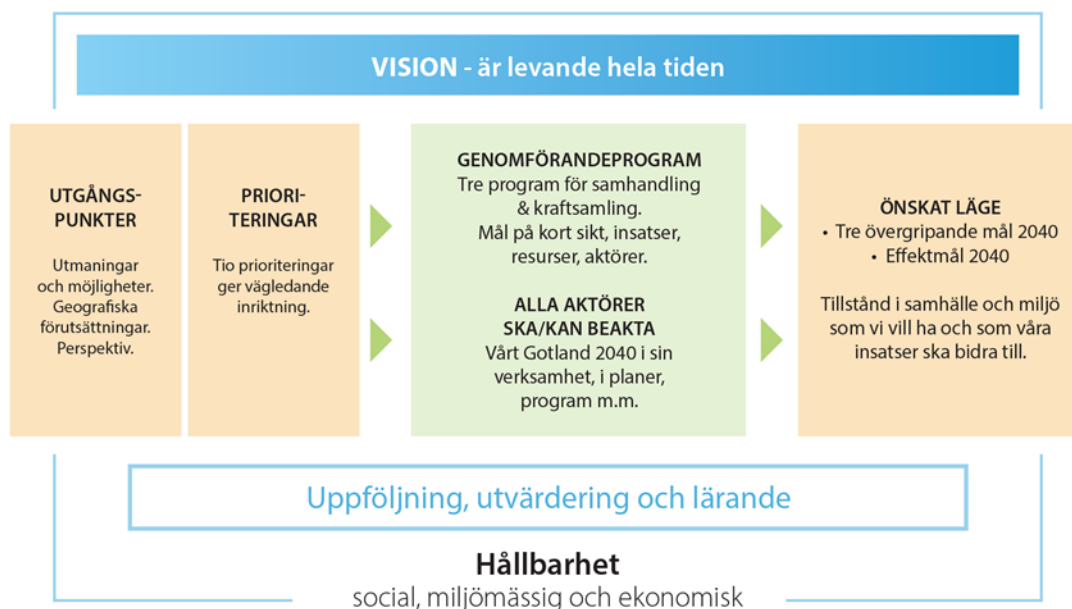 VISION - är levande hela tiden
UTGÅNGS-
PUNKTER
Utmaningar
och möjligheter.
Geografiska
förutsättningar.
Perspektiv.
PRIORI-
TERINGAR
Tio prioriteringar
ger vägledande
inriktning.
GENOMFÖRANDEPROGRAM
Tre program för samhandling
& kraftsamling.
Mål på kort sikt, insatser,
resurser, aktörer.
ALLA AKTÖRER
SKA/KAN BEAKTA
Vårt Gotland 2040 i sin
verksamhet, i planer,
program m.m.
ÖNSKAT LÄGE
• Tre övergripande mål 2040
• Effektmål 2040
Tillstånd i samhälle och miljö
som vi vill ha och som våra
insatser ska bidra till.
Uppföljning, utvärdering och lärande
Hållbarhet
social, miljömässig och ekonomisk